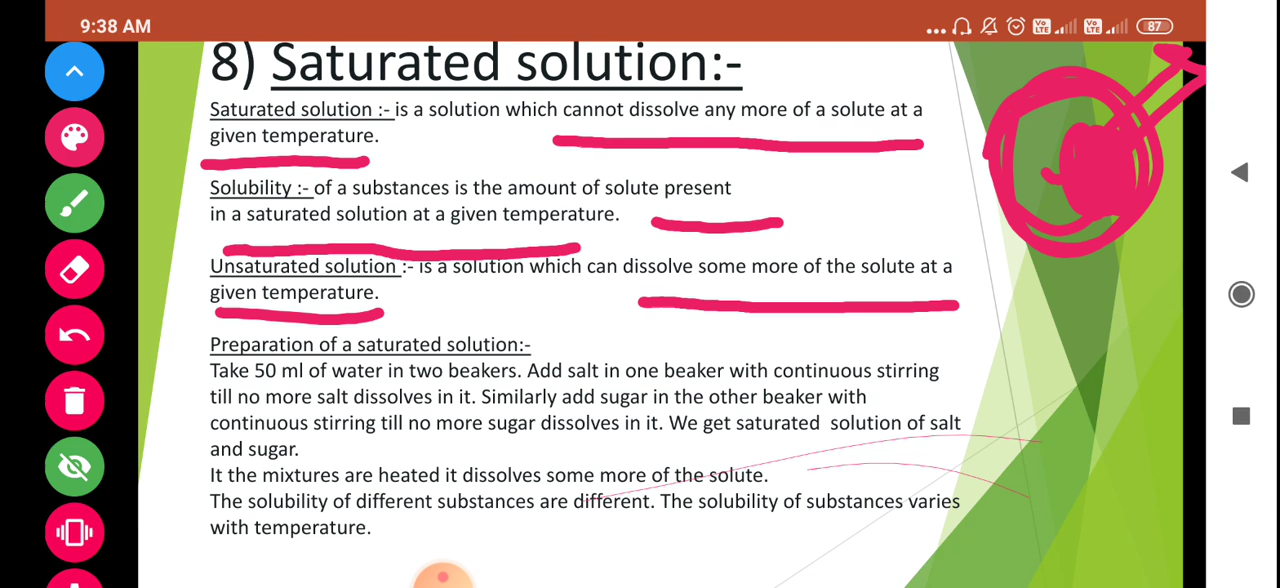 9:38 AM
87
8) Saturated solution:-
Saturated solution :- is a solution which cannot dissolve any more of a solute at a
given temperature.
Solubility :- of a substances is the amount of solute present
in a saturated solution at a given temperature.
Unsaturated solution :- is a solution which can dissolve some more of the solute at a
given temperature.
Preparation of a saturated solution:-
Take 50 ml of water in two beakers. Add salt in one beaker with continuous stirring
till no more salt dissolves in it. Similarly add sugar in the other beaker with
continuous stirring till no more sugar dissolves in it. We get saturated  solution of salt
and sugar.
It the mixtures are heated it dissolves some more of the solute.
The solubility of different substances are different. The solubility of substances varies
with temperature.